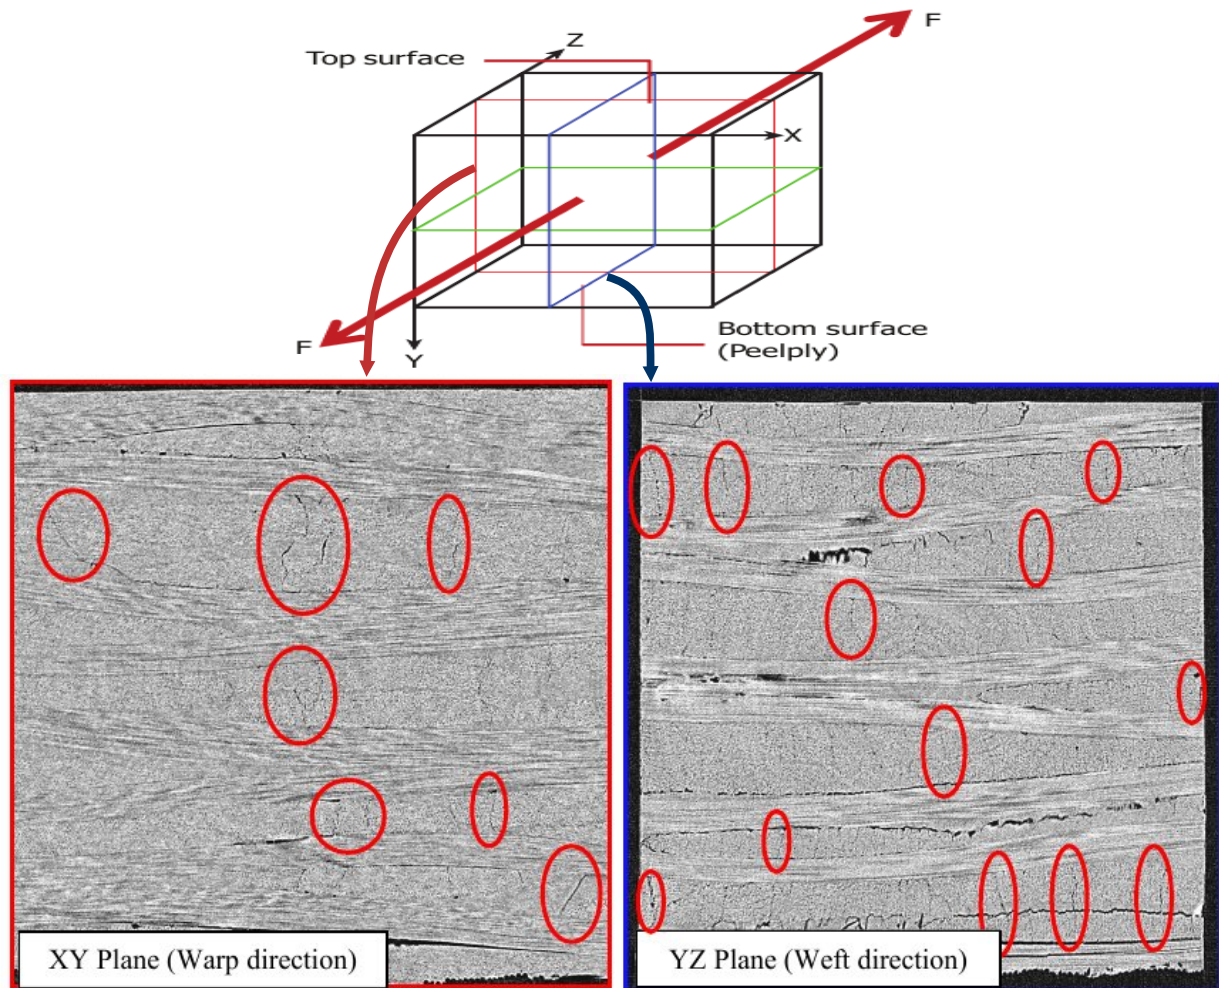 F
Z
Top surface
X
F
Y
Bottom surface
(Peelply)
XY Plane (Warp direction)
YZ Plane (Weft direction)